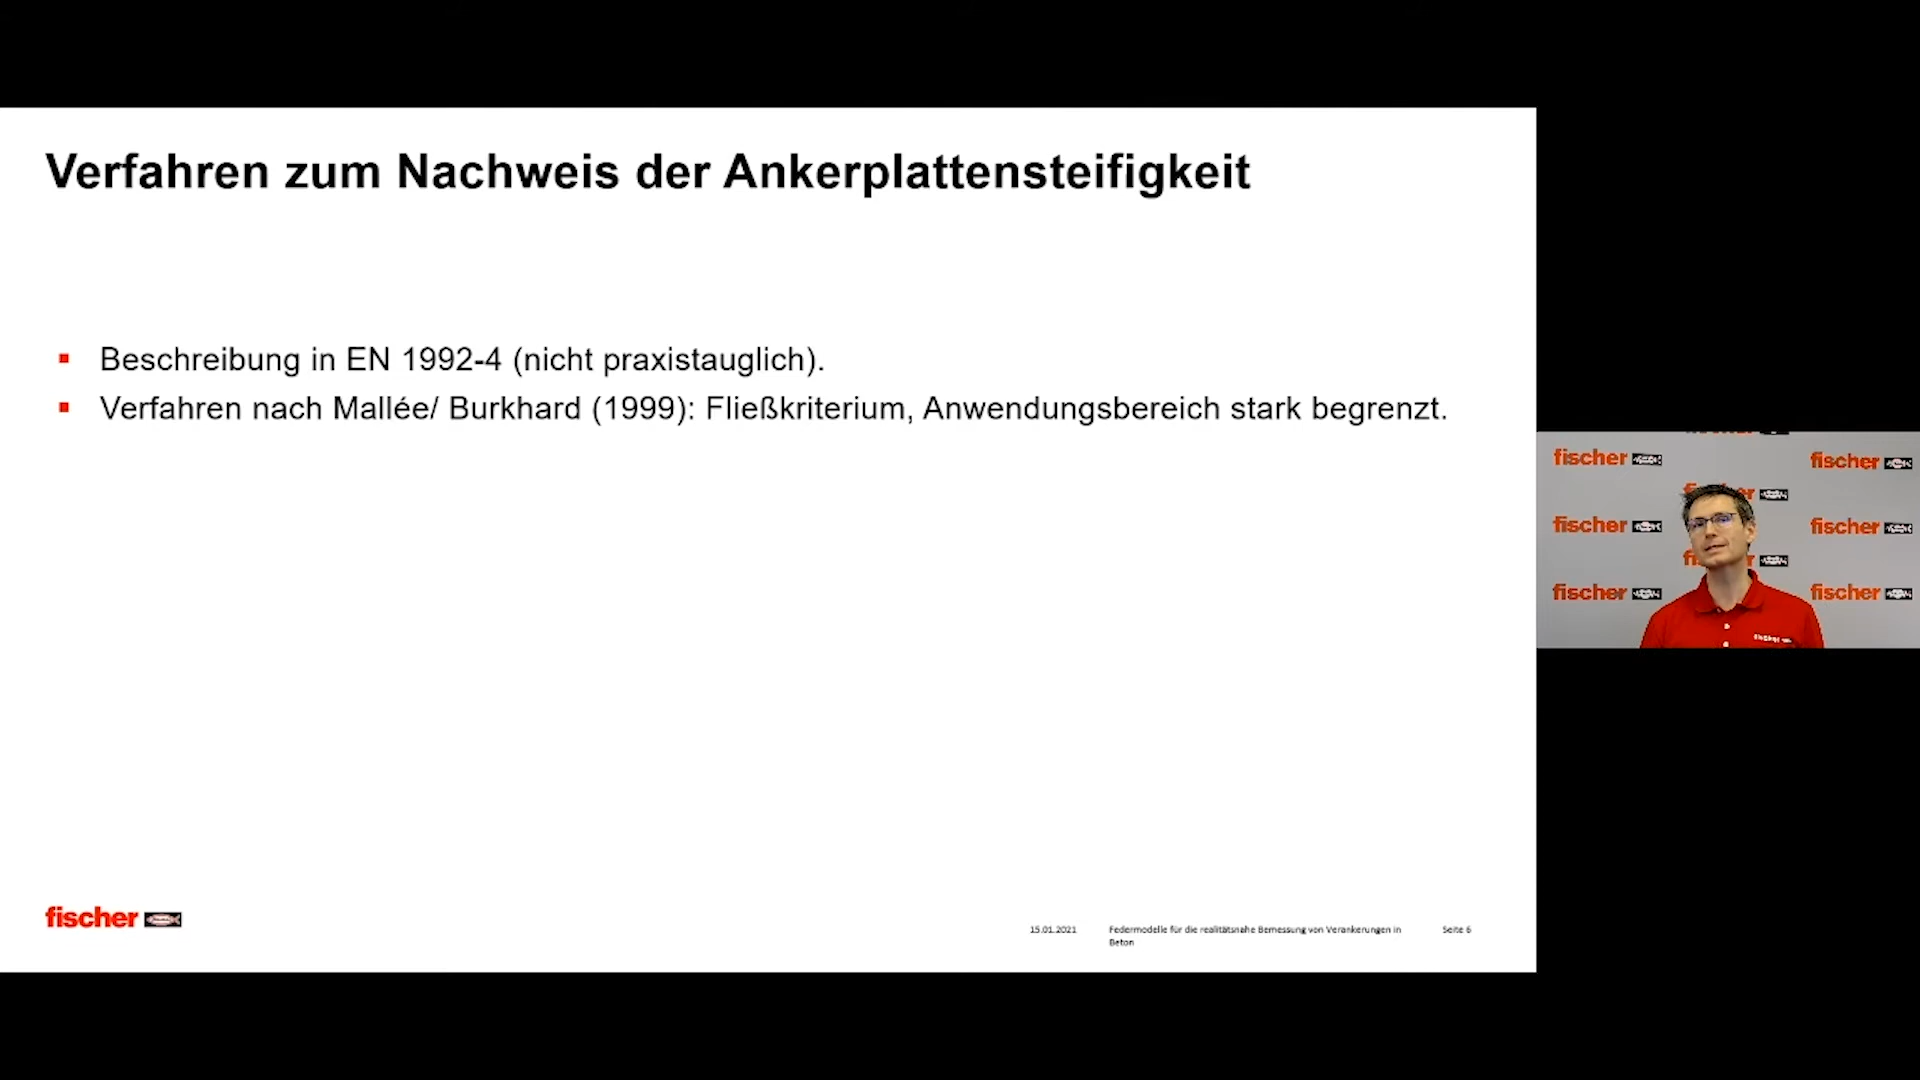 Verfahren zum Nachweis der Ankerplattensteifigkeit
▪ Beschreibung in EN 1992-4 (nicht praxistauglich).
▪ Verfahren nach Mallée/ Burkhard (1999): Fließkriterium, Anwendungsbereich stark begrenzt.
fischer
15.01.2021
Federmodelle für die realitätsnahe Bemessung von Verankerungen in
Beton
Seite 6
fischer
fischer
fischer
fischer
fischer
fischer
fischer